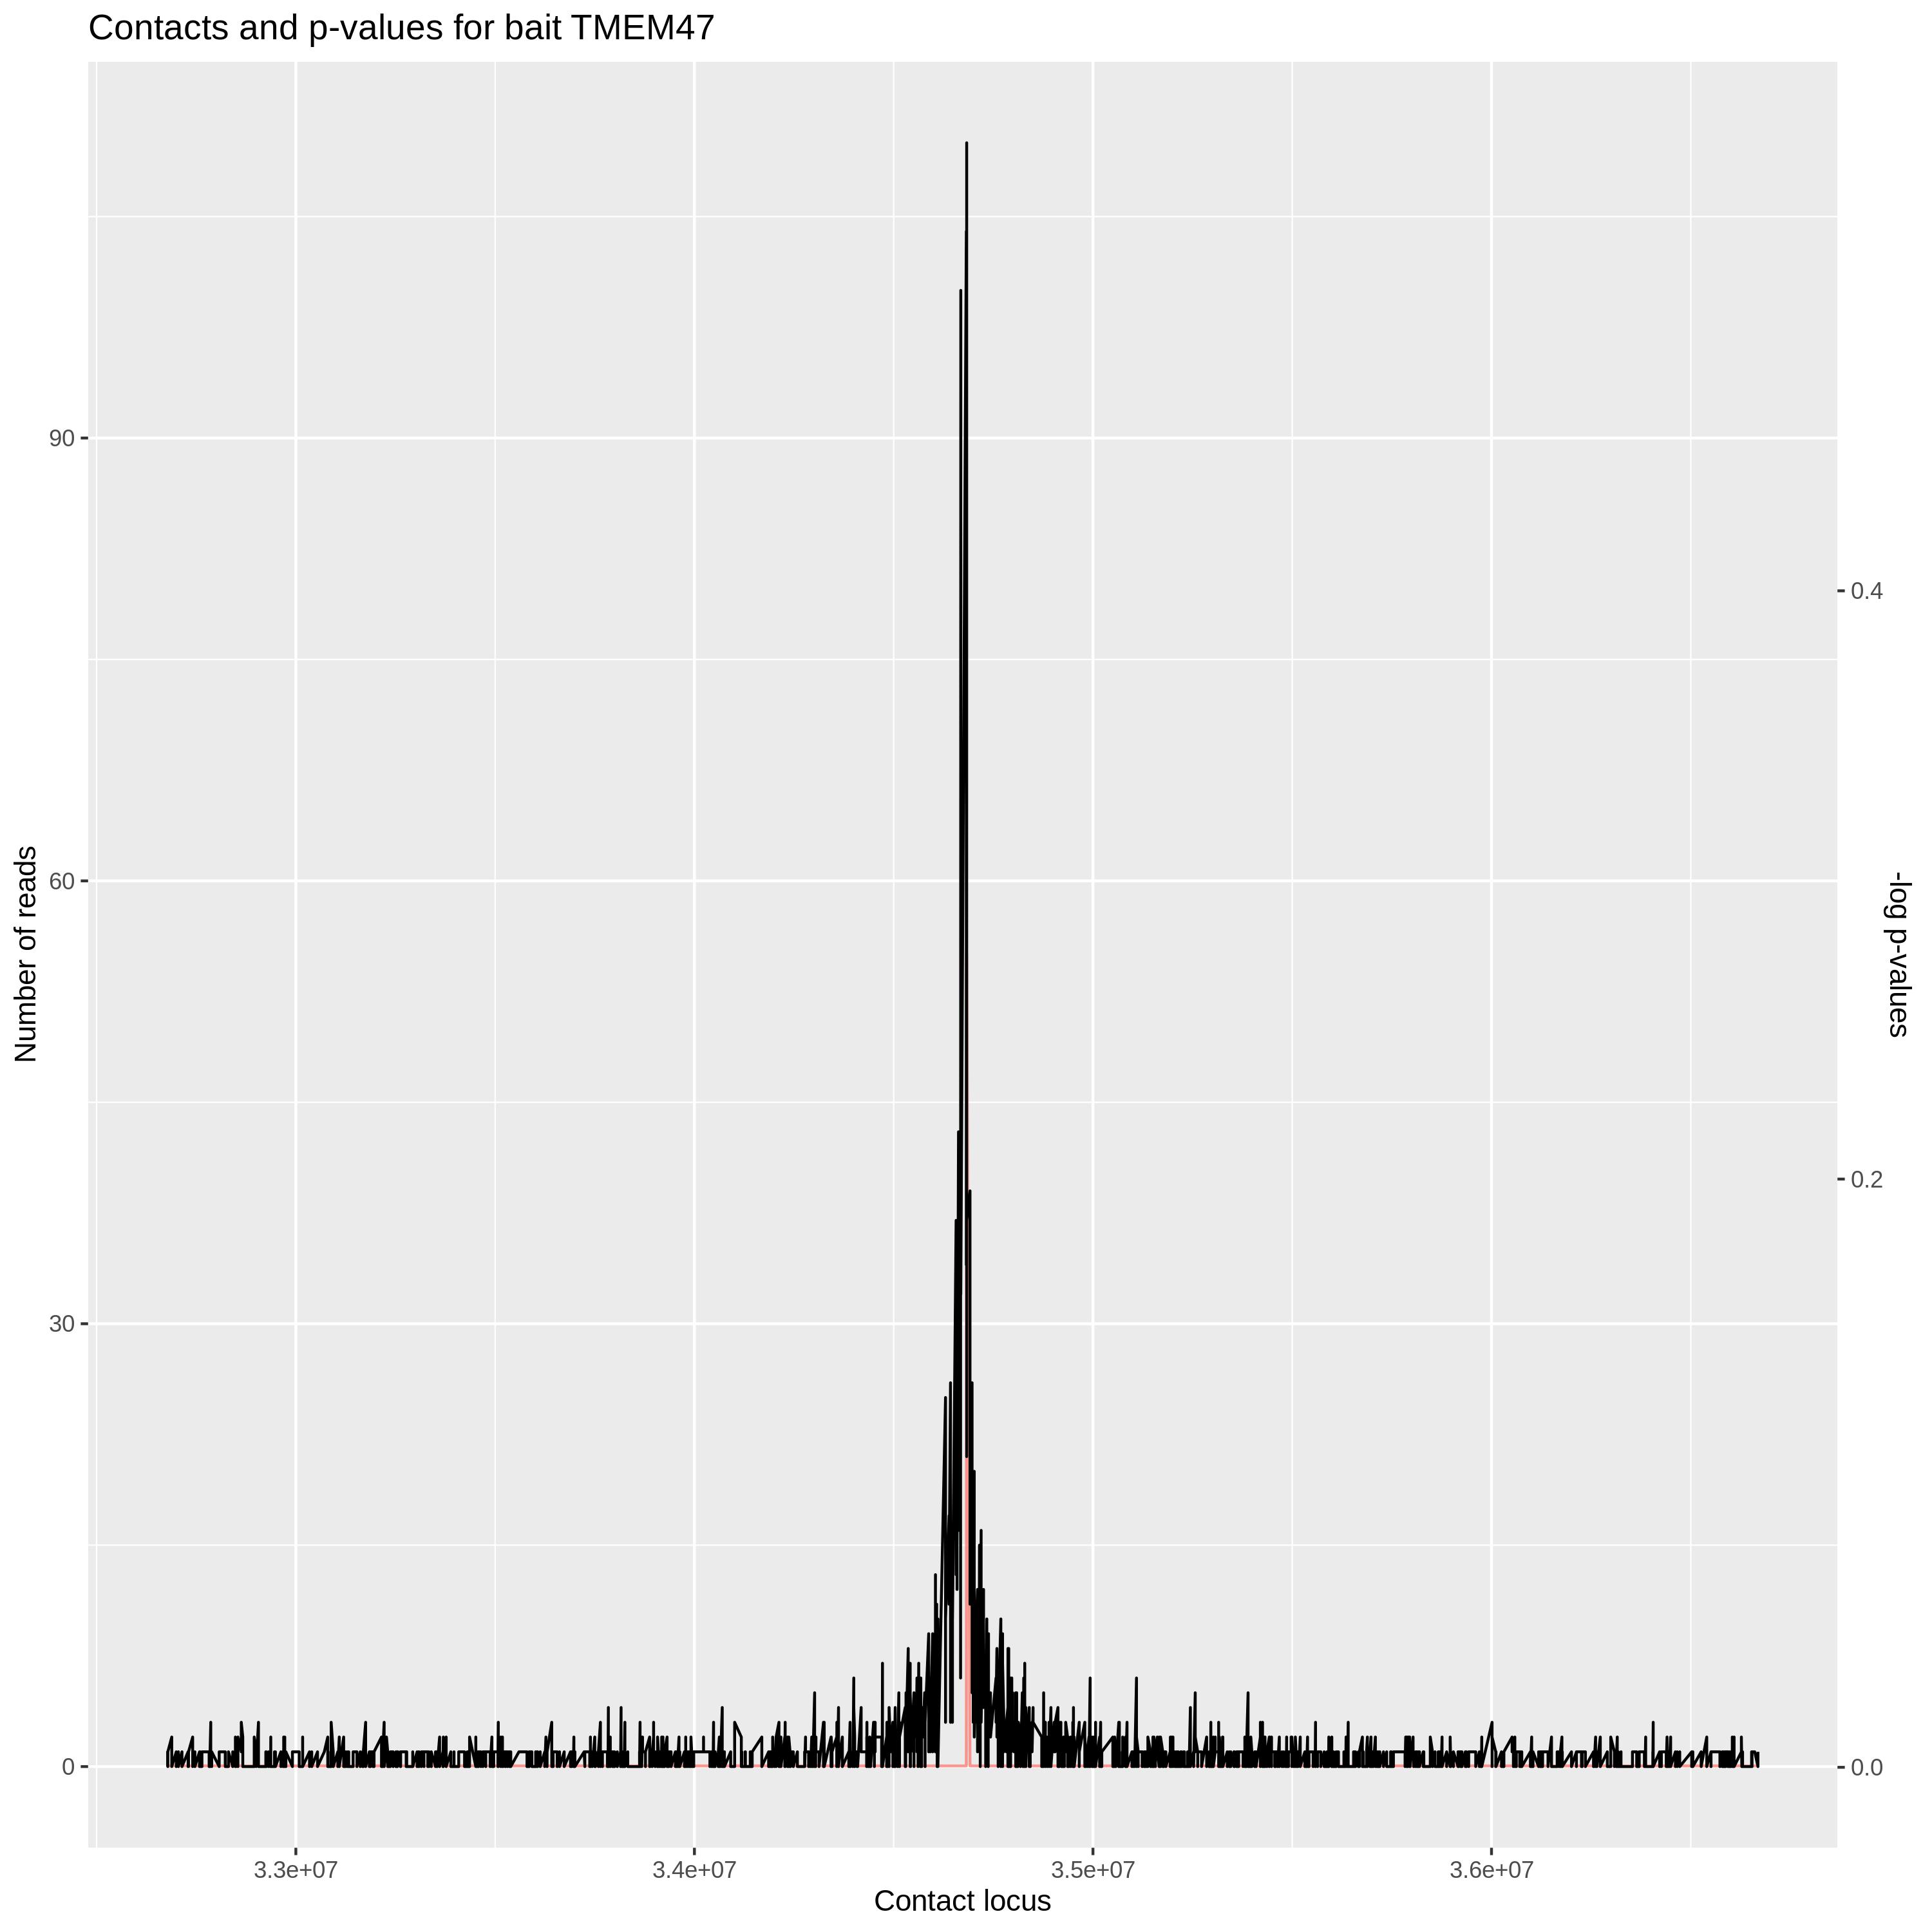 Contacts and p-values for bait TMEM47
90
60
30
0
Number of reads
0.4
0.2
0.0
-log p-values
3.3e+07
3.4e+07
3.5e+07
3.6e+07
Contact locus